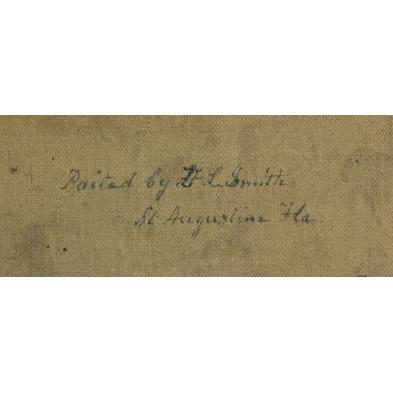 Paited by F L. Smith
St Augustine Fla